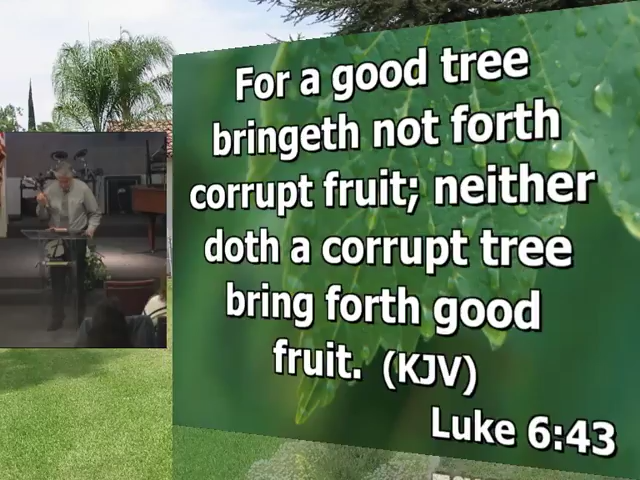 For a good tree
bringeth not forth
corrupt fruit; neither
doth a corrupt tree
bring forth good
fruit. (KJV)
Luke 6:43